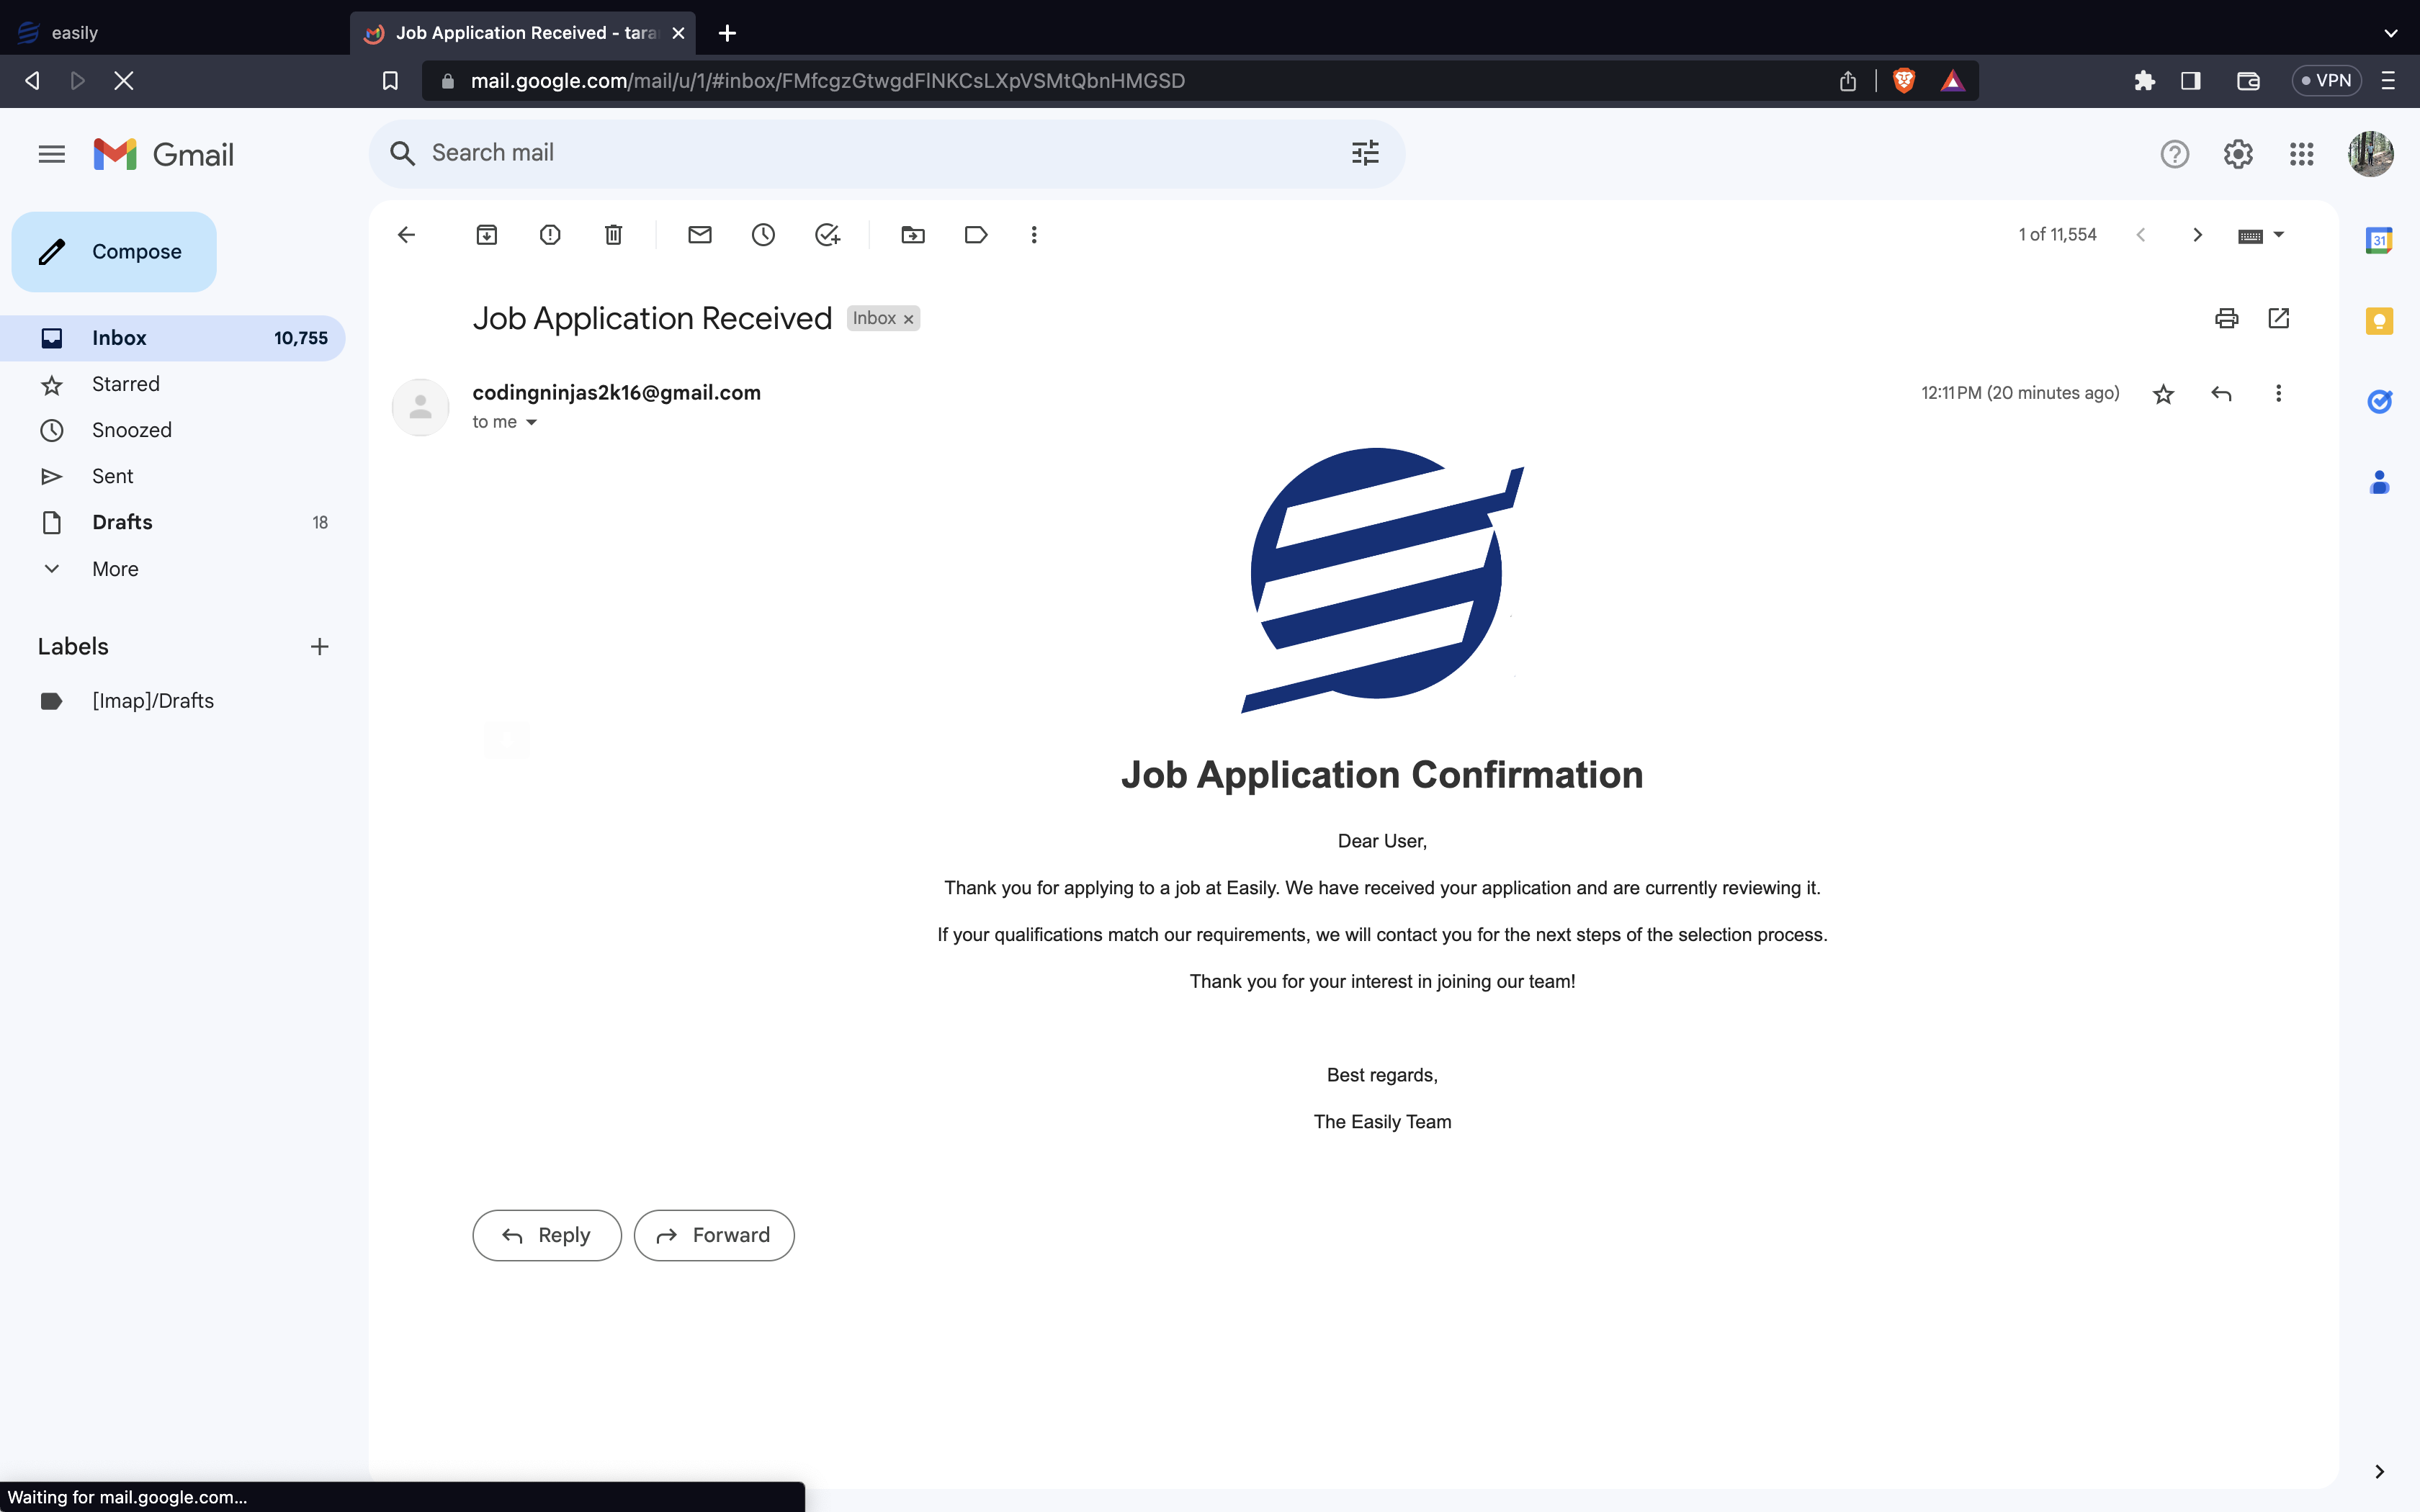 easily
Job Application Received - tara
mail.google.com/mail/u/1/#inbox/FMfcgzGtwgdFlNKCsLXpVSMtQbnHMGSD
VPN
Gmail
Search mail
Compose
1 of 11,554
31
Job Application Received
Inbox
Inbox 10,755
Starred
Snoozed
Sent
Drafts 18
More
Labels
[Imap]/Drafts
codingninjas2k16@gmail.com
12:11 PM (20 minutes ago)
to me
Job Application Confirmation
Dear User,
Thank you for applying to a job at Easily. We have received your application and are currently reviewing it.
If your qualifications match our requirements, we will contact you for the next steps of the selection process.
Thank you for your interest in joining our team!
Best regards,
The Easily Team
Reply
Forward
Waiting for mail.google.com...